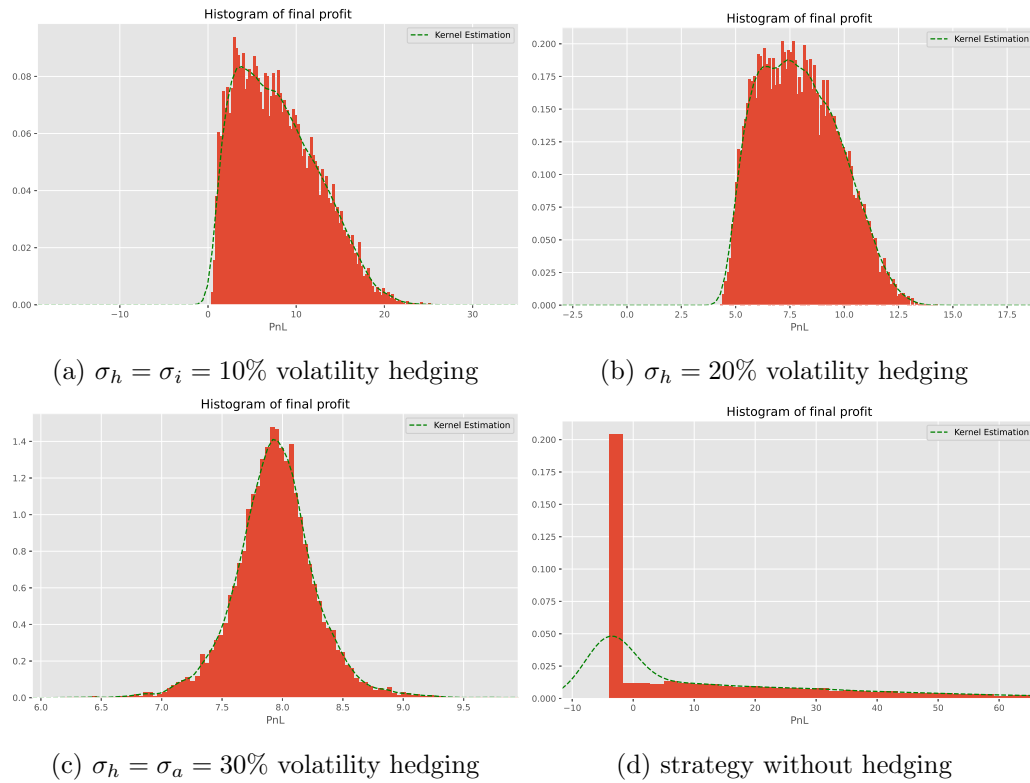 Histogram of final profit
Kernel Estimation
0.08
0.06
0.04
0.02
0.00
−10 0 10 20 30
PnL
(a) σh = σi = 10% volatility hedging
Histogram of final profit
Kernel Estimation
0.200
0.175
0.150
0.125
0.100
0.075
0.050
0.025
0.000
−2.5 0.0 2.5 5.0 7.5 10.0 12.5 15.0 17.5
PnL
(b) σh = 20% volatility hedging
Histogram of final profit
Kernel Estimation
1.4
1.2
1.0
0.8
0.6
0.4
0.2
0.0
6.0 6.5 7.0 7.5 8.0 8.5 9.0 9.5
PnL
(c) σh = σa = 30% volatility hedging
Histogram of final profit
Kernel Estimation
0.200
0.175
0.150
0.125
0.100
0.075
0.050
0.025
0.000
−10 0 10 20 30 40 50 60
PnL
(d) strategy without hedging